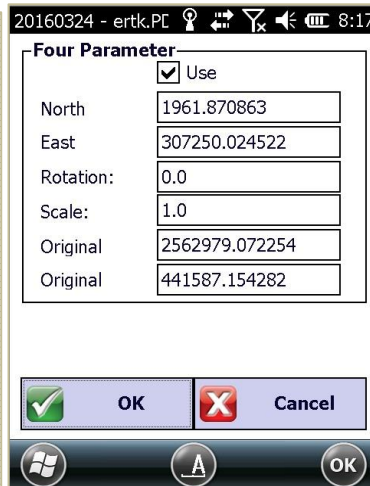 20160324 - ertk.PD 8:17
Four Parameter
Use
North 1961.870863
East 307250.024522
Rotation: 0.0
Scale: 1.0
Original 2562979.072254
Original 441587.154282
OK Cancel
A OK